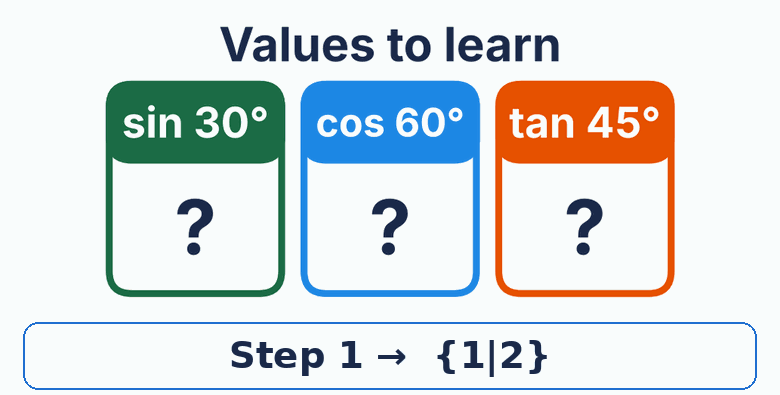 Values to learn
sin 30° cos 60° tan 45°
? ? ?
Step 1 → {1|2}